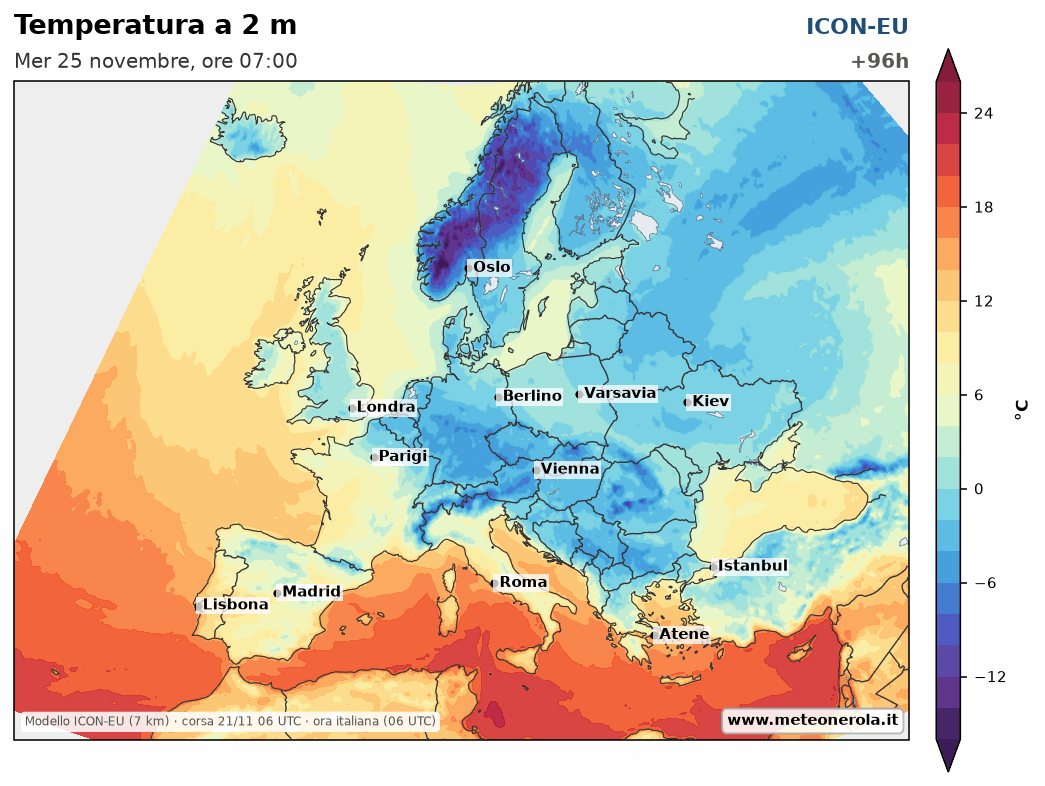 Temperatura a 2 m
ICON-EU
Mer 25 novembre, ore 07:00
+96h
24
18
12
6
0
−6
−12
°C
Oslo
Berlino
Varsavia
Kiev
Londra
Parigi
Vienna
Istanbul
Roma
Madrid
Lisbona
Atene
Modello ICON-EU (7 km) · corsa 21/11 06 UTC · ora italiana (06 UTC)
www.meteonerola.it